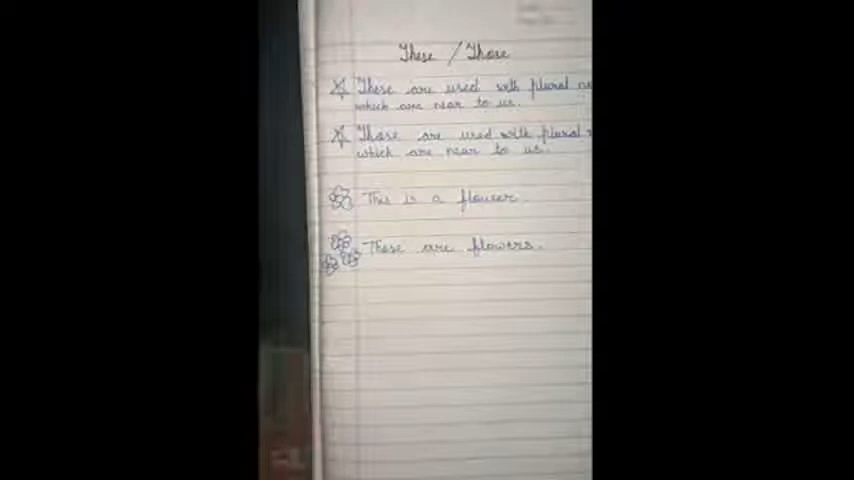 These / Those
These are used with plural
which are near to us.
Those are used with plural
which are near to us.
This is a flower.
These are flowers.